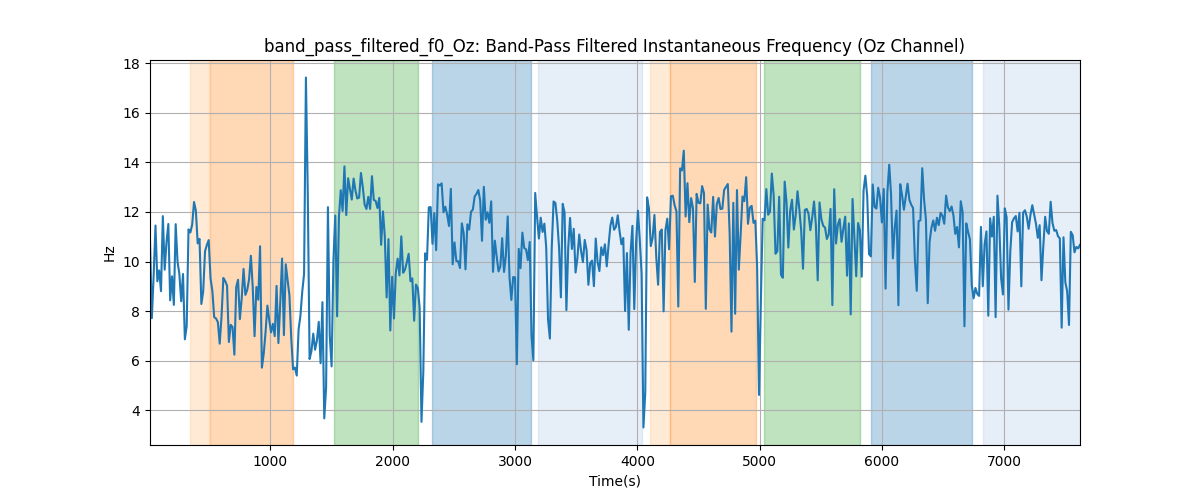 band_pass_filtered_f0_Oz: Band-Pass Filtered Instantaneous Frequency (Oz Channel)
18
16
14
12
10
8
6
4
Hz
1000 2000 3000 4000 5000 6000 7000
Time(s)